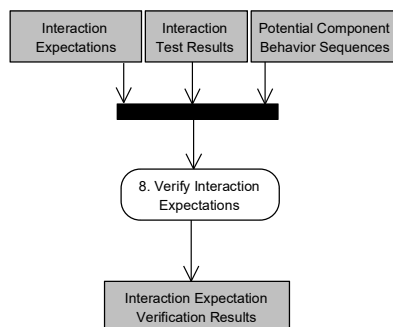 Interaction
Expectations
Interaction
Test Results
Potential Component
Behavior Sequences
8. Verify Interaction
Expectations
Interaction Expectation
Verification Results